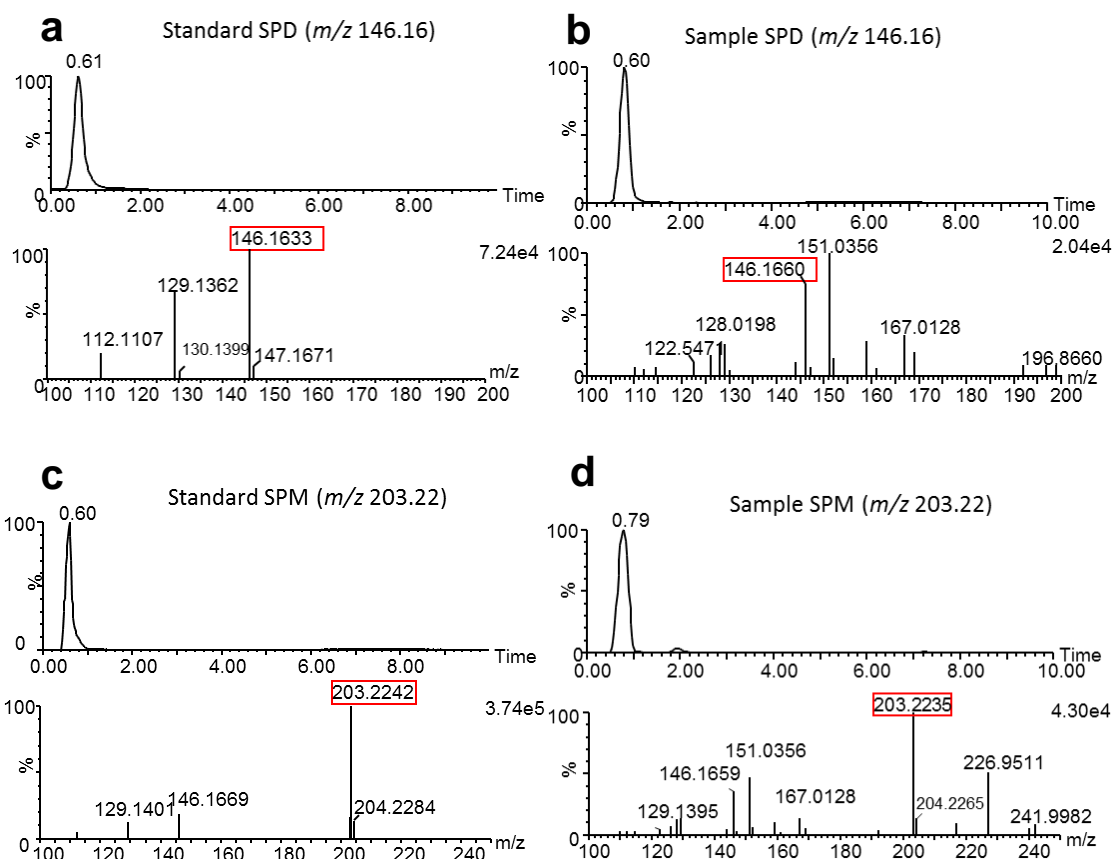 a
Standard SPD (m/z 146.16)
0.61
100
%
0
0.00 2.00 4.00 6.00 8.00
Time
146.1633
7.24e4
100
129.1362
%
112.1107
130.1399
147.1671
0
m/z
100 110 120 130 140 150 160 170 180 190 200
b
Sample SPD (m/z 146.16)
0.60
100
%
0
0.00 2.00 4.00 6.00 8.00 10.00
Time
151.0356
2.04e4
100
146.1660
%
128.0198
167.0128
122.5471
196.8660
0
m/z
100 110 120 130 140 150 160 170 180 190 200
c
Standard SPM (m/z 203.22)
0.60
100
%
0
0.00 2.00 4.00 6.00 8.00
Time
203.2242
3.74e5
100
%
129.1401
146.1669
204.2284
0
m/z
100 120 140 160 180 200 220 240
d
Sample SPM (m/z 203.22)
0.79
100
%
0
0.00 2.00 4.00 6.00 8.00 10.00
Time
203.2235
4.30e4
100
151.0356
226.9511
146.1659
%
167.0128
129.1395
204.2265
241.9982
0
m/z
100 120 140 160 180 200 220 240